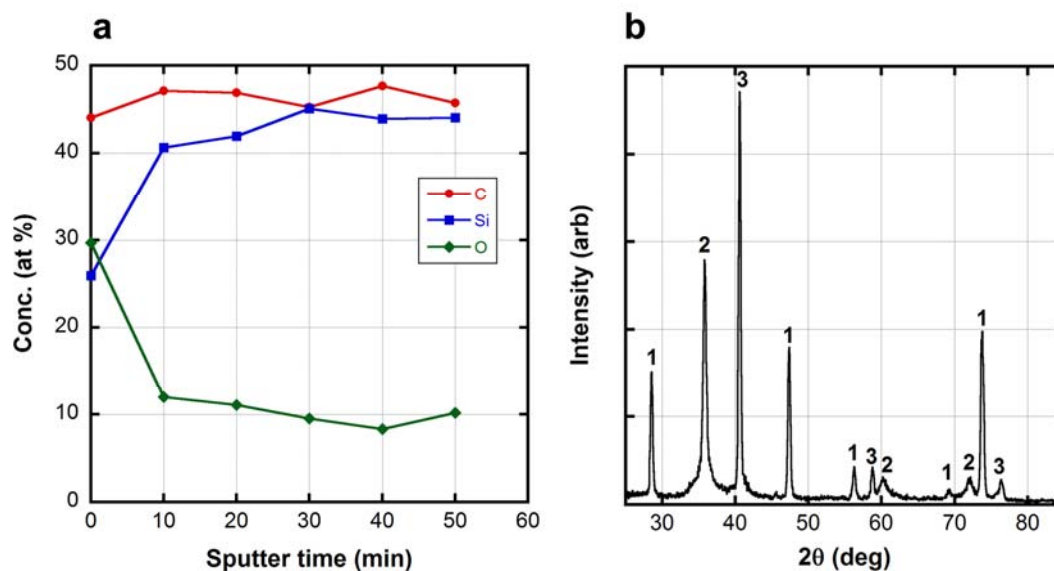 a
50
40
30
20
10
0
Conc. (at %)
C
Si
O
0 10 20 30 40 50 60
Sputter time (min)
b
Intensity (arb)
1 2 3 1 1 3 2 1 2 1 3
30 40 50 60 70 80
2θ (deg)